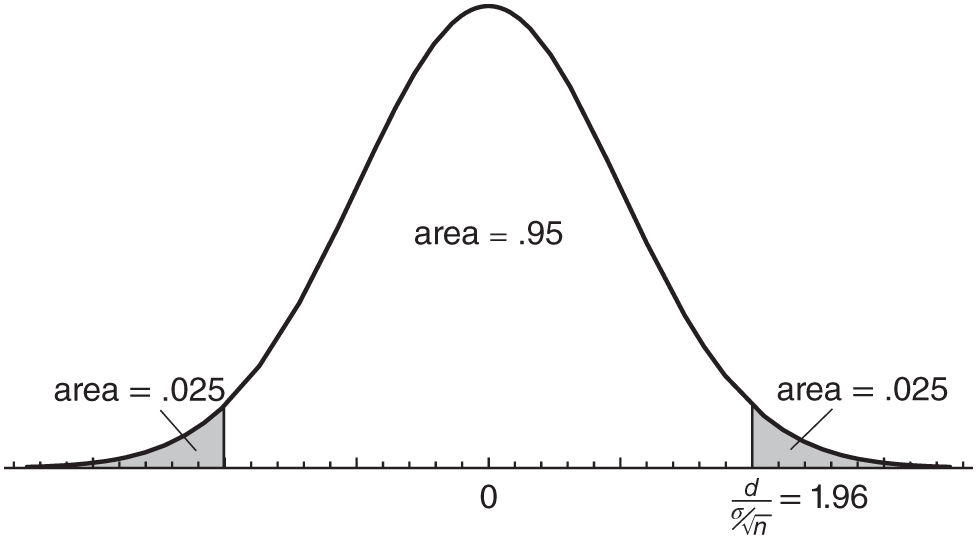 area = .95
area = .025
area = .025
0
d/(σ/√n) = 1.96